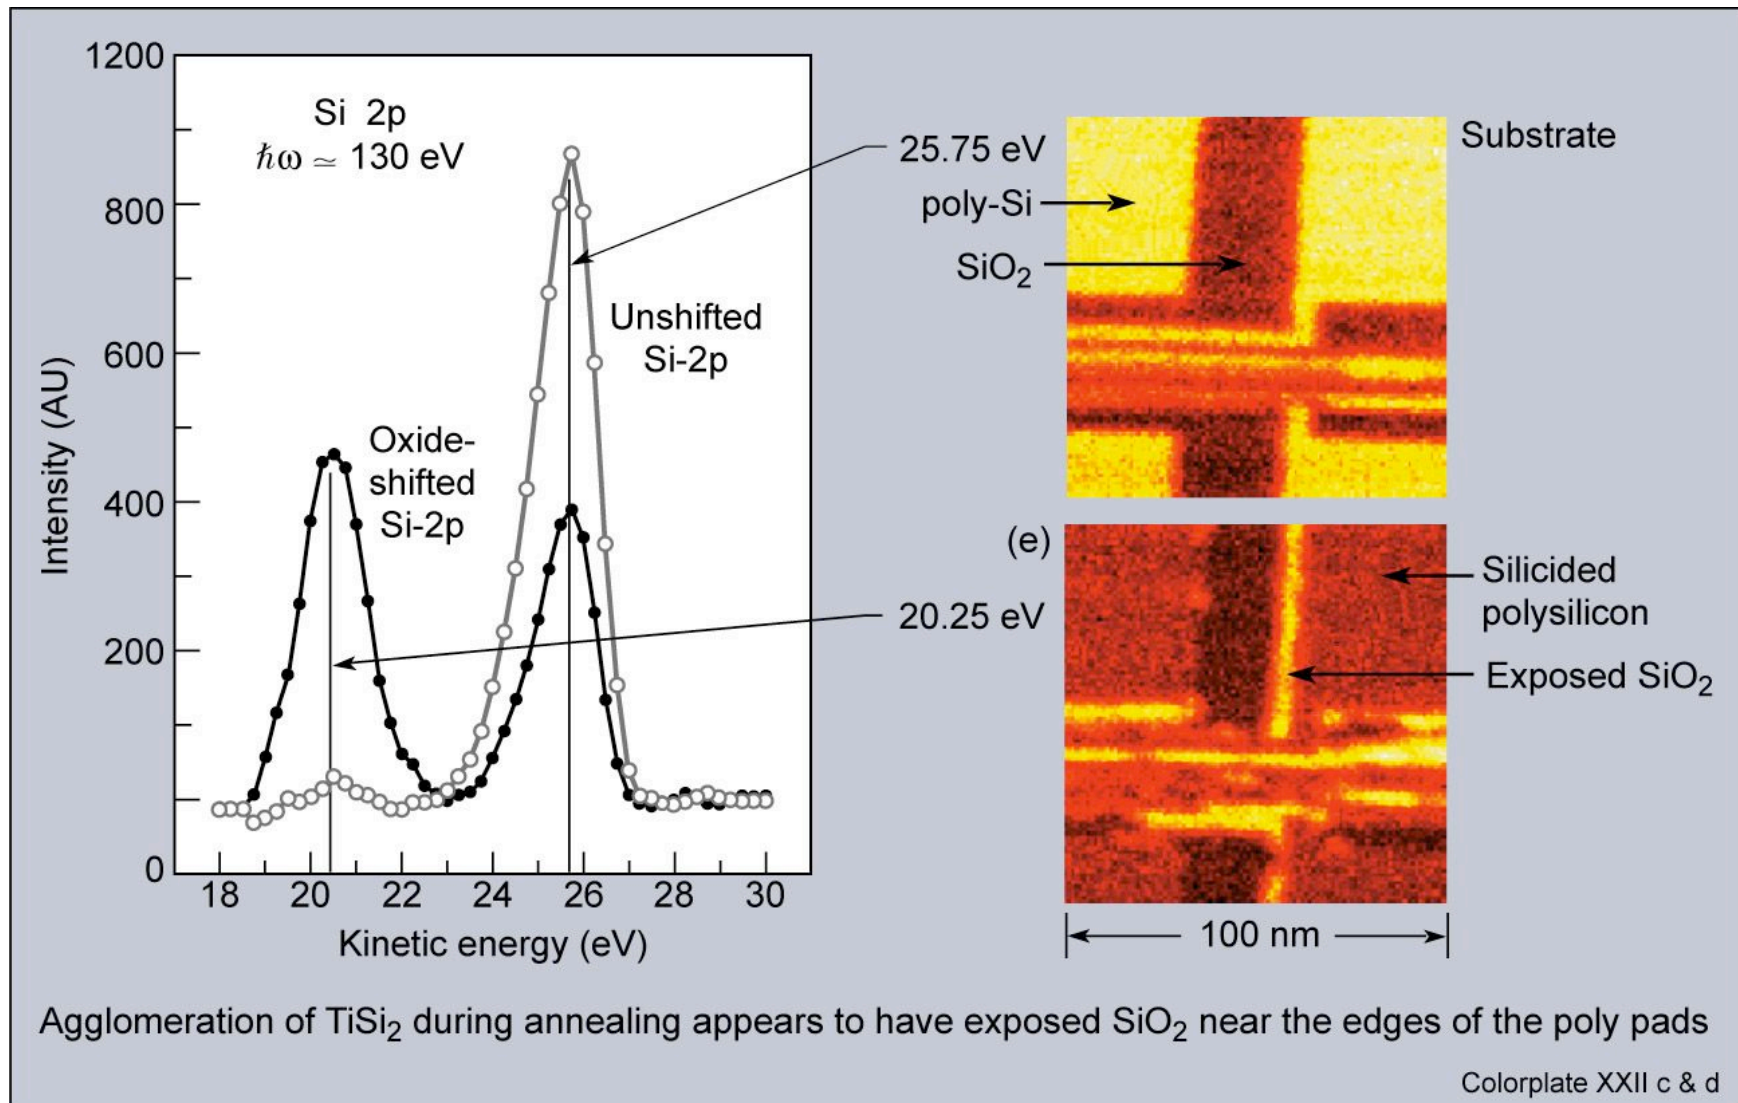 1200
1000
800
600
400
200
0
Intensity (AU)
Si 2p
ħω ≃ 130 eV
Oxide-
shifted
Si-2p
Unshifted
Si-2p
18 20 22 24 26 28 30
Kinetic energy (eV)
25.75 eV
poly-Si
SiO₂
Substrate
20.25 eV
(e)
Silicided
polysilicon
Exposed SiO₂
100 nm
Agglomeration of TiSi₂ during annealing appears to have exposed SiO₂ near the edges of the poly pads
Colorplate XXII c & d